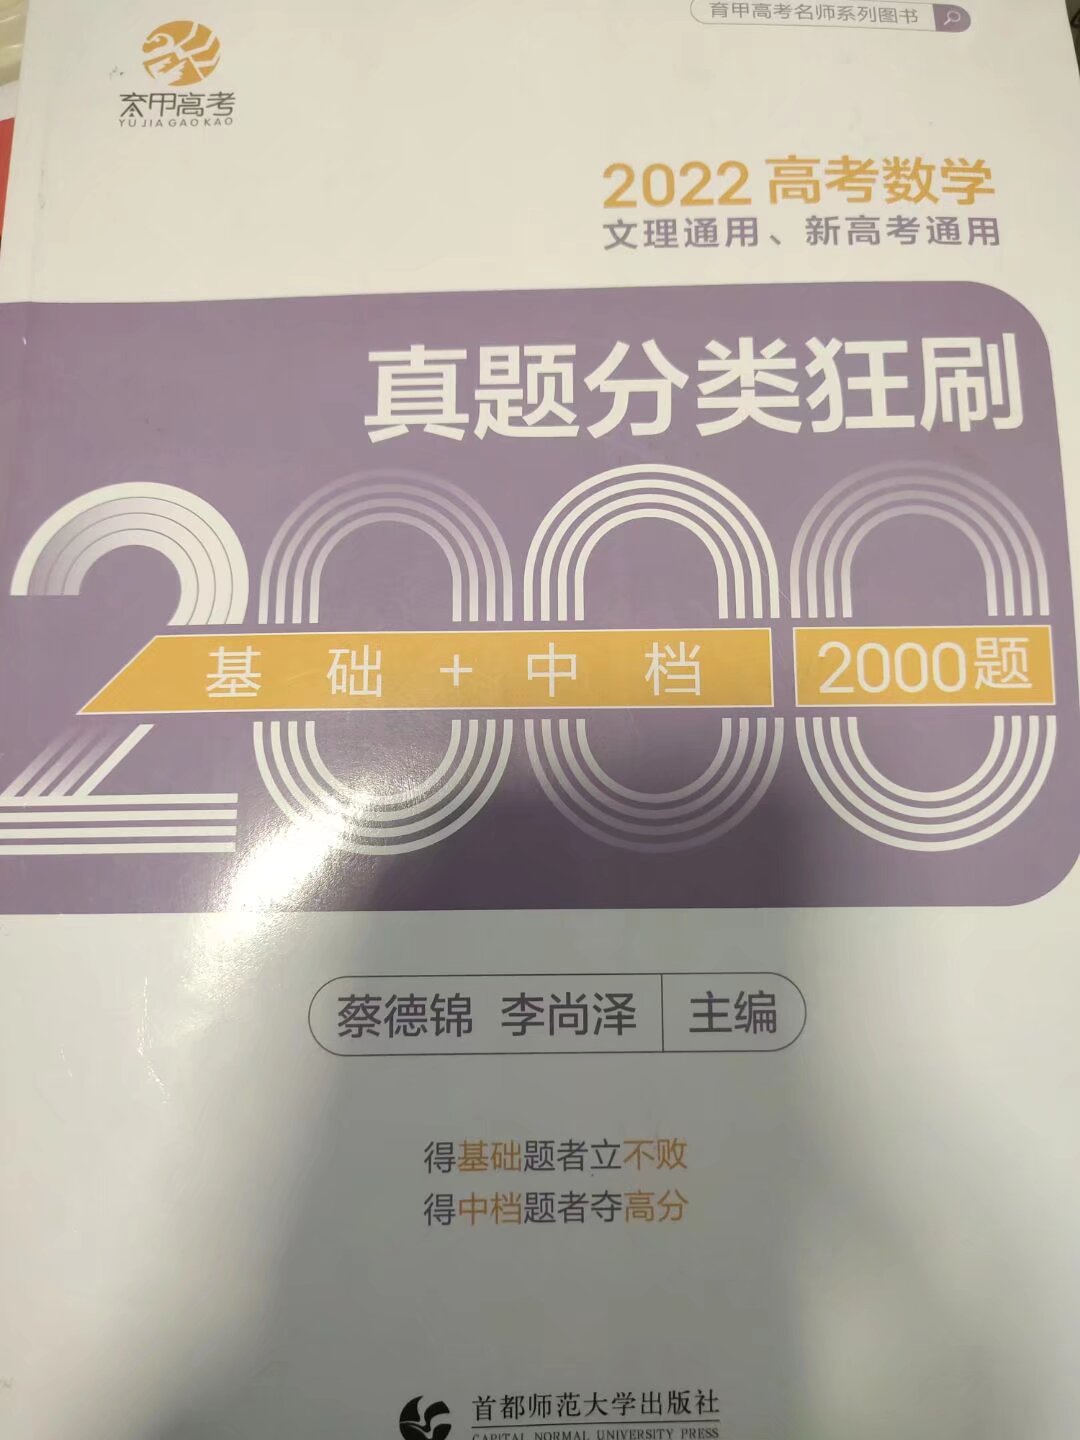 育甲高考名师系列图书
育甲高考
YU JIA GAO KAO
2022 高考数学
文理通用、新高考通用
真题分类狂刷
2000
基础+中档 2000题
蔡德锦 李尚泽 主编
得基础题者立不败
得中档题者夺高分
首都师范大学出版社
CAPITAL NORMAL UNIVERSITY PRESS